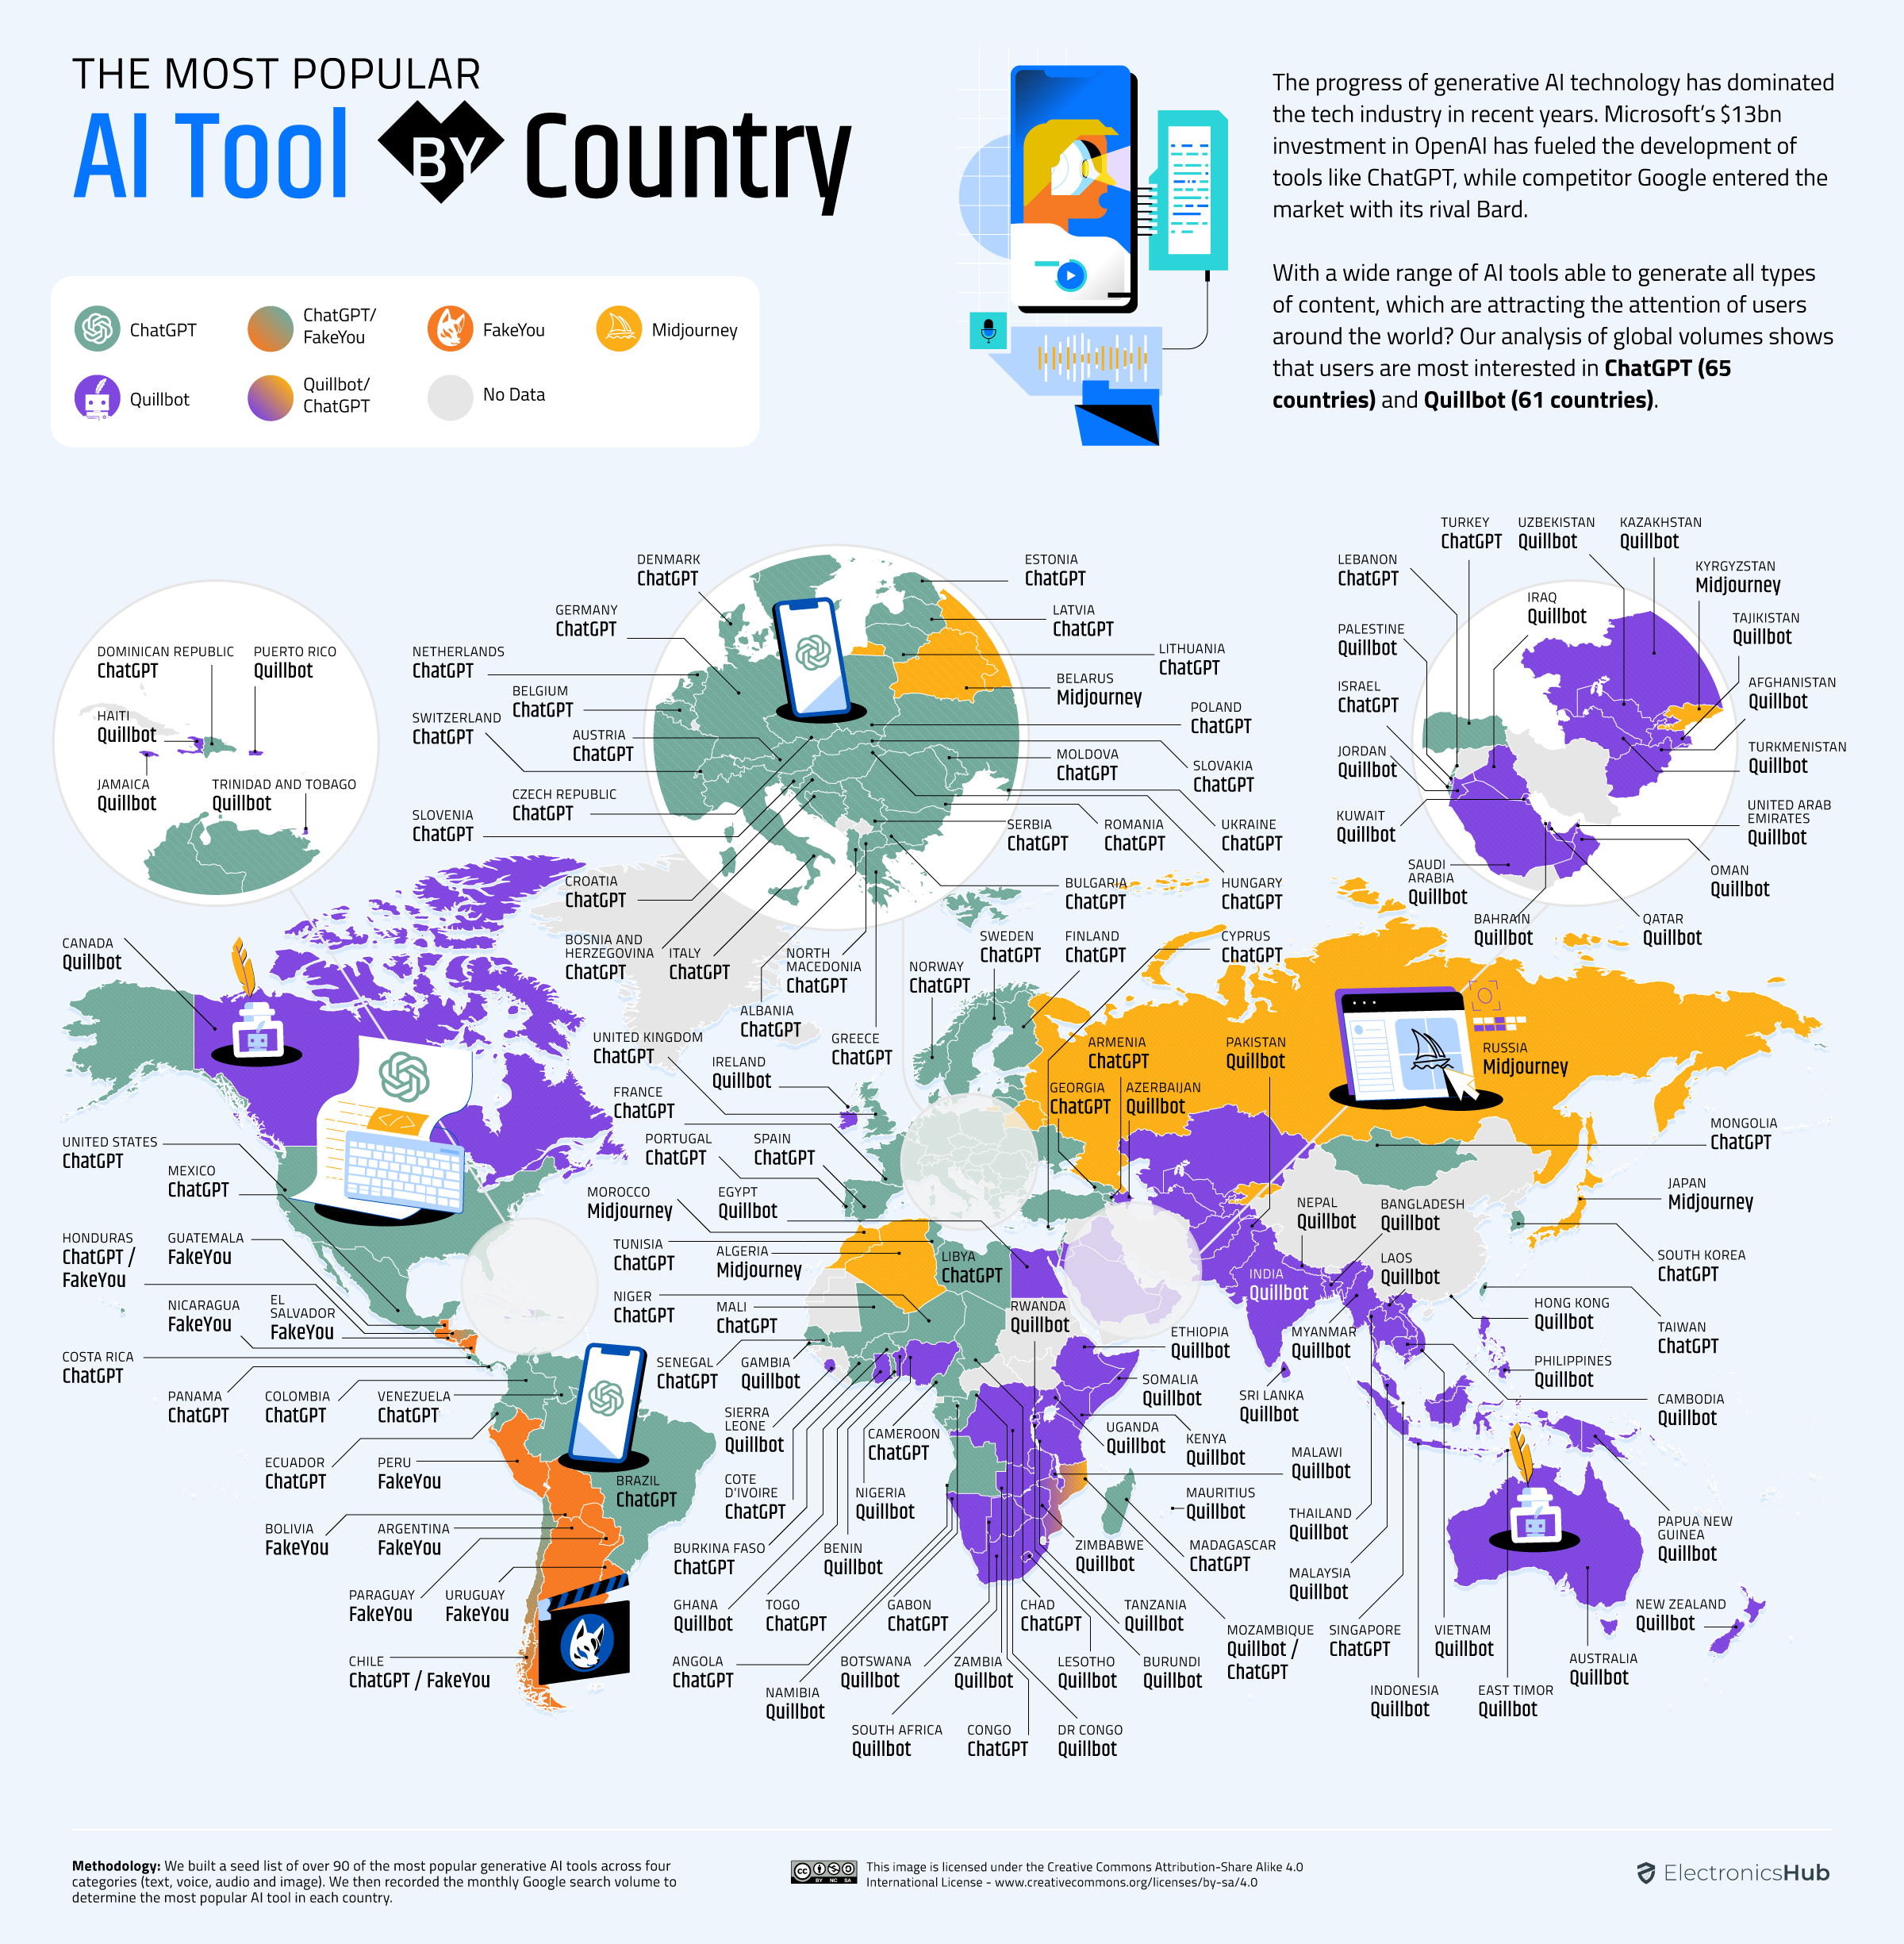 THE MOST POPULAR
AI Tool BY Country
ChatGPT
ChatGPT/
FakeYou
FakeYou
Midjourney
Quillbot
Quillbot/
ChatGPT
No Data
The progress of generative AI technology has dominated
the tech industry in recent years. Microsoft's $13bn
investment in OpenAI has fueled the development of
tools like ChatGPT, while competitor Google entered the
market with its rival Bard.
With a wide range of AI tools able to generate all types
of content, which are attracting the attention of users
around the world? Our analysis of global volumes shows
that users are most interested in ChatGPT (65
countries) and Quillbot (61 countries).
DOMINICAN REPUBLIC
ChatGPT
PUERTO RICO
Quillbot
HAITI
Quillbot
JAMAICA
Quillbot
TRINIDAD AND TOBAGO
Quillbot
DENMARK
ChatGPT
GERMANY
ChatGPT
NETHERLANDS
ChatGPT
BELGIUM
ChatGPT
SWITZERLAND
ChatGPT
AUSTRIA
ChatGPT
CZECH REPUBLIC
ChatGPT
SLOVENIA
ChatGPT
CROATIA
ChatGPT
BOSNIA AND
HERZEGOVINA
ChatGPT
ITALY
ChatGPT
NORTH
MACEDONIA
ChatGPT
ALBANIA
ChatGPT
GREECE
ChatGPT
ESTONIA
ChatGPT
LATVIA
ChatGPT
LITHUANIA
ChatGPT
BELARUS
Midjourney
POLAND
ChatGPT
MOLDOVA
ChatGPT
SLOVAKIA
ChatGPT
SERBIA
ChatGPT
ROMANIA
ChatGPT
UKRAINE
ChatGPT
BULGARIA
ChatGPT
HUNGARY
ChatGPT
TURKEY
ChatGPT
UZBEKISTAN
Quillbot
KAZAKHSTAN
Quillbot
LEBANON
ChatGPT
KYRGYZSTAN
Midjourney
IRAQ
Quillbot
TAJIKISTAN
Quillbot
PALESTINE
Quillbot
ISRAEL
ChatGPT
AFGHANISTAN
Quillbot
JORDAN
Quillbot
TURKMENISTAN
Quillbot
KUWAIT
Quillbot
UNITED ARAB
EMIRATES
Quillbot
SAUDI
ARABIA
Quillbot
OMAN
Quillbot
BAHRAIN
Quillbot
QATAR
Quillbot
CANADA
Quillbot
UNITED STATES
ChatGPT
MEXICO
ChatGPT
HONDURAS
ChatGPT /
FakeYou
GUATEMALA
FakeYou
NICARAGUA
FakeYou
EL
SALVADOR
FakeYou
COSTA RICA
ChatGPT
PANAMA
ChatGPT
COLOMBIA
ChatGPT
VENEZUELA
ChatGPT
ECUADOR
ChatGPT
PERU
FakeYou
BRAZIL
ChatGPT
BOLIVIA
FakeYou
ARGENTINA
FakeYou
PARAGUAY
FakeYou
URUGUAY
FakeYou
CHILE
ChatGPT / FakeYou
UNITED KINGDOM
ChatGPT
IRELAND
Quillbot
FRANCE
ChatGPT
PORTUGAL
ChatGPT
SPAIN
ChatGPT
NORWAY
ChatGPT
SWEDEN
ChatGPT
FINLAND
ChatGPT
CYPRUS
ChatGPT
ARMENIA
ChatGPT
GEORGIA
ChatGPT
AZERBAIJAN
Quillbot
PAKISTAN
Quillbot
RUSSIA
Midjourney
MONGOLIA
ChatGPT
JAPAN
Midjourney
SOUTH KOREA
ChatGPT
MOROCCO
Midjourney
EGYPT
Quillbot
TUNISIA
ChatGPT
ALGERIA
Midjourney
LIBYA
ChatGPT
NIGER
ChatGPT
MALI
ChatGPT
RWANDA
Quillbot
SENEGAL
ChatGPT
GAMBIA
Quillbot
SIERRA
LEONE
Quillbot
CAMEROON
ChatGPT
COTE
D'IVOIRE
ChatGPT
NIGERIA
Quillbot
BURKINA FASO
ChatGPT
BENIN
Quillbot
GHANA
Quillbot
TOGO
ChatGPT
GABON
ChatGPT
CHAD
ChatGPT
TANZANIA
Quillbot
ANGOLA
ChatGPT
NAMIBIA
Quillbot
BOTSWANA
Quillbot
ZAMBIA
Quillbot
LESOTHO
Quillbot
BURUNDI
Quillbot
SOUTH AFRICA
Quillbot
CONGO
ChatGPT
DR CONGO
Quillbot
ETHIOPIA
Quillbot
SOMALIA
Quillbot
UGANDA
Quillbot
KENYA
Quillbot
MALAWI
Quillbot
MAURITIUS
Quillbot
ZIMBABWE
Quillbot
MADAGASCAR
ChatGPT
MOZAMBIQUE
Quillbot /
ChatGPT
NEPAL
Quillbot
BANGLADESH
Quillbot
INDIA
Quillbot
LAOS
Quillbot
MYANMAR
Quillbot
SRI LANKA
Quillbot
HONG KONG
Quillbot
TAIWAN
ChatGPT
PHILIPPINES
Quillbot
CAMBODIA
Quillbot
THAILAND
Quillbot
MALAYSIA
Quillbot
SINGAPORE
ChatGPT
VIETNAM
Quillbot
INDONESIA
Quillbot
EAST TIMOR
Quillbot
PAPUA NEW
GUINEA
Quillbot
AUSTRALIA
Quillbot
NEW ZEALAND
Quillbot
Methodology: We built a seed list of over 90 of the most popular generative AI tools across four
categories (text, voice, audio and image). We then recorded the monthly Google search volume to
determine the most popular AI tool in each country.
cc BY NC SA
This image is licensed under the Creative Commons Attribution-Share Alike 4.0
International License - www.creativecommons.org/licenses/by-sa/4.0
ElectronicsHub